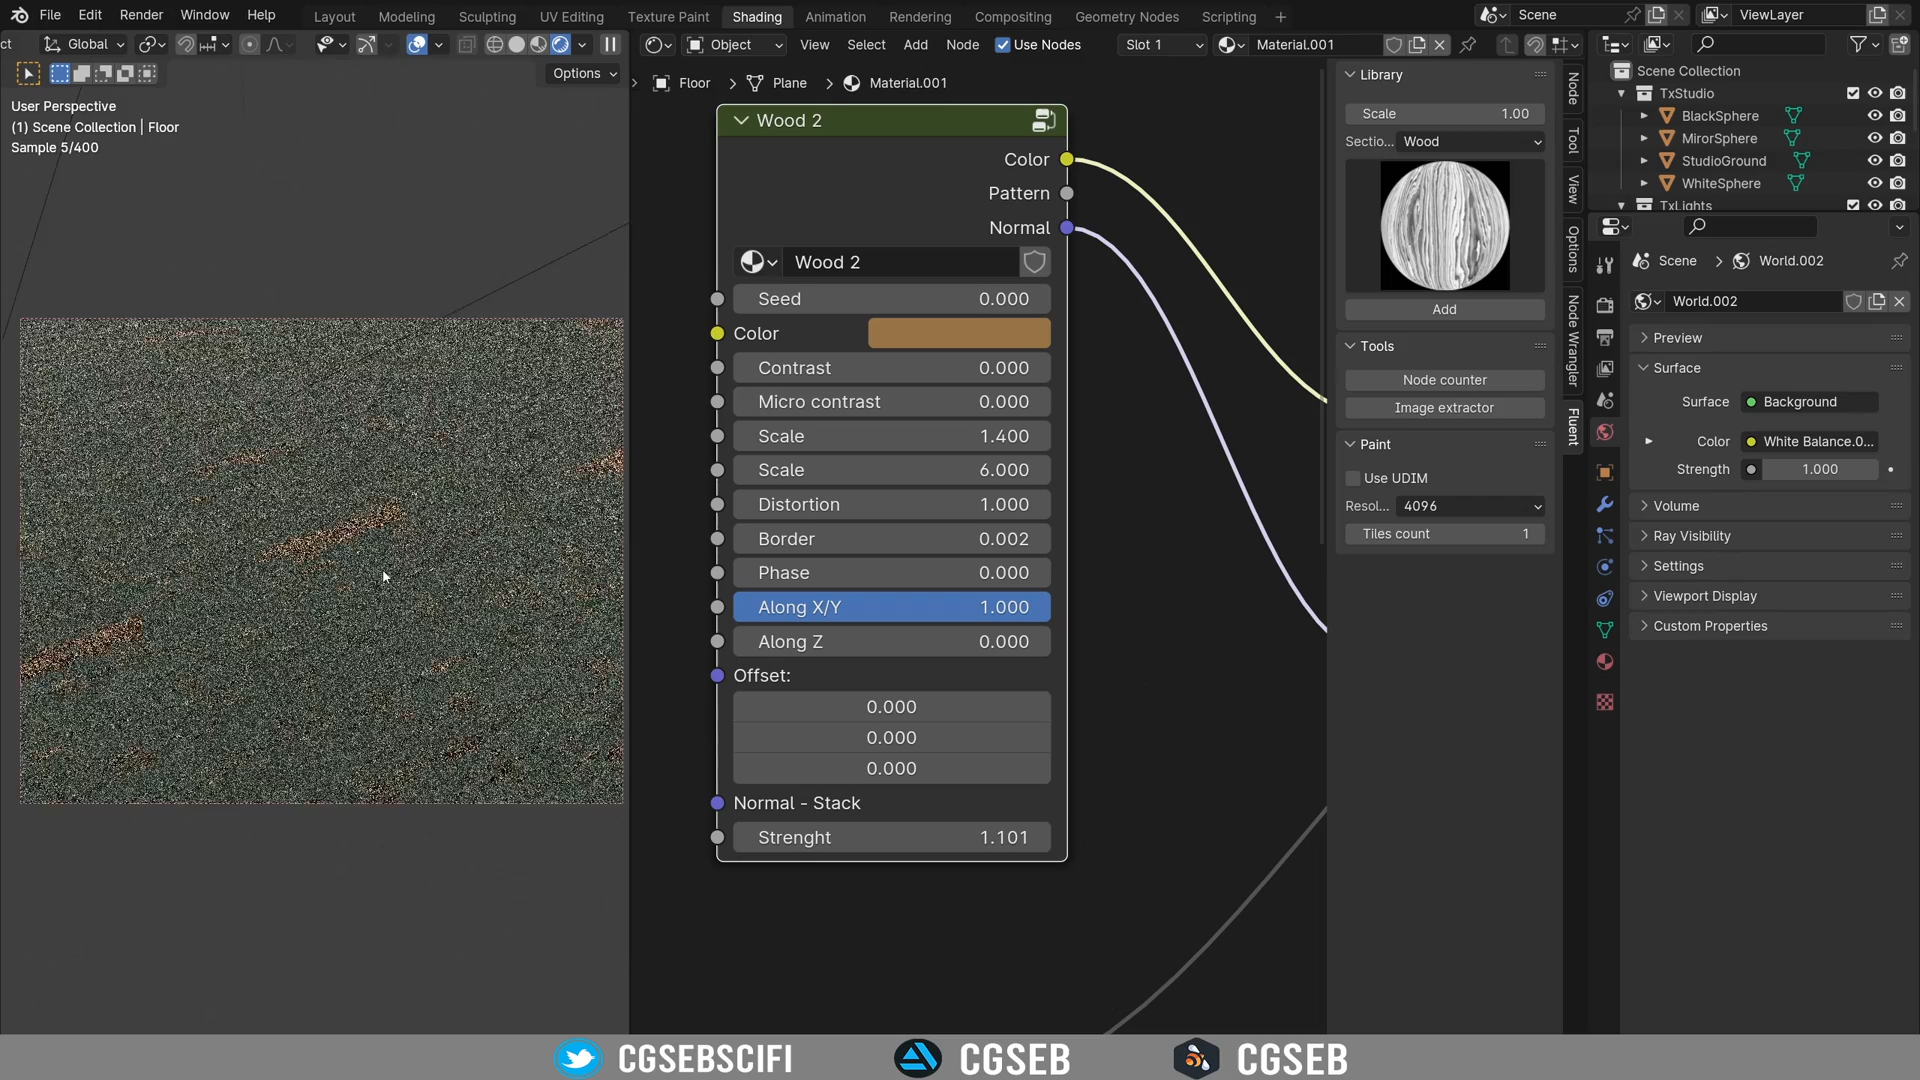 File Edit Render Window Help
Layout Modeling Sculpting UV Editing Texture Paint Shading Animation Rendering Compositing Geometry Nodes Scripting
Scene
ViewLayer
ct Global
Options
Object View Select Add Node Use Nodes Slot 1 Material.001
User Perspective
(1) Scene Collection | Floor
Sample 5/400
Floor Plane Material.001
Wood 2
Color
Pattern
Normal
Wood 2
Seed 0.000
Color
Contrast 0.000
Micro contrast 0.000
Scale 1.400
Scale 6.000
Distortion 1.000
Border 0.002
Phase 0.000
Along X/Y 1.000
Along Z 0.000
Offset:
0.000
0.000
0.000
Normal - Stack
Strenght 1.101
Library
Scale 1.00
Sectio... Wood
Add
Tools
Node counter
Image extractor
Paint
Use UDIM
Resol... 4096
Tiles count 1
Node
Tool
View
Options
Node Wrangler
Fluent
Scene Collection
TxStudio
BlackSphere
MirorSphere
StudioGround
WhiteSphere
TxLights
Scene World.002
World.002
Preview
Surface
Surface Background
Color White Balance.0...
Strength 1.000
Volume
Ray Visibility
Settings
Viewport Display
Custom Properties
CGSEBSCIFI CGSEB CGSEB